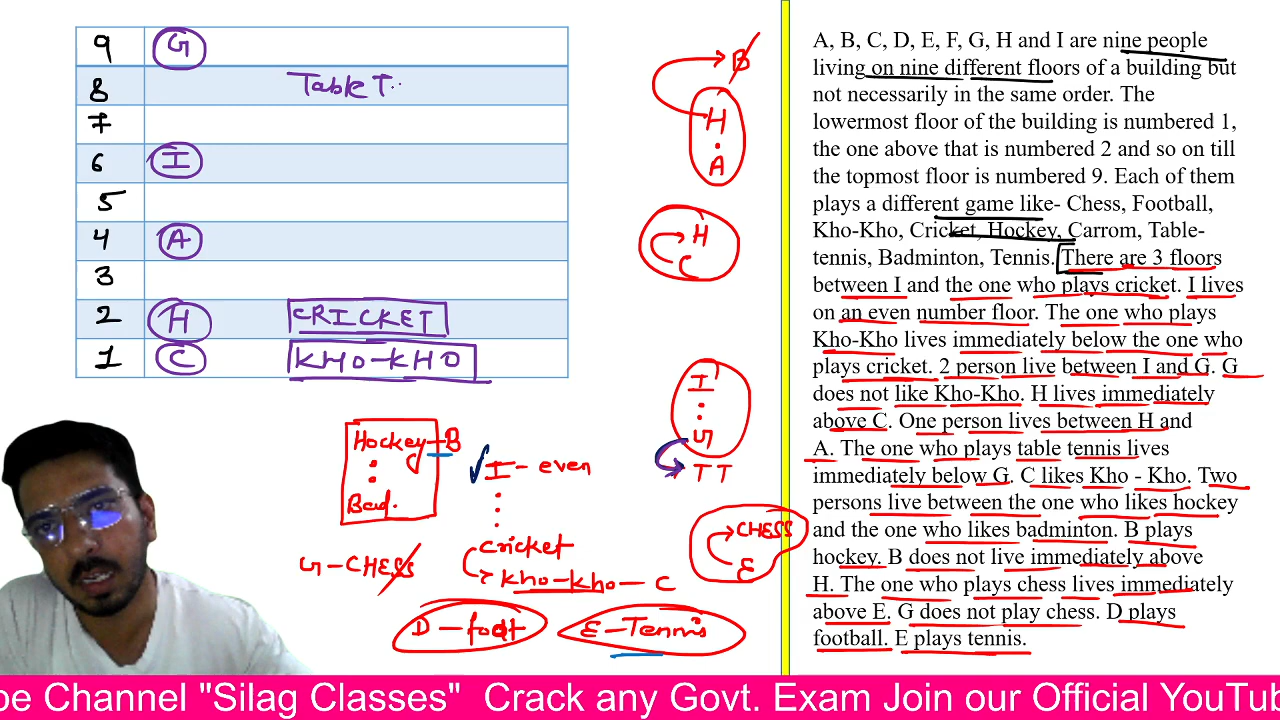 9 G
8 Table T
7
6 I
5
4 A
3
2 H CRICKET
1 C KHO-KHO
B
H
A
H
C
I
G
TT
CHESS
E
Hockey-B
Bad.
I-even
cricket
kho-kho-C
G-CHESS
D-foot
E-Tennis
A, B, C, D, E, F, G, H and I are nine people
living on nine different floors of a building but
not necessarily in the same order. The
lowermost floor of the building is numbered 1,
the one above that is numbered 2 and so on till
the topmost floor is numbered 9. Each of them
plays a different game like- Chess, Football,
Kho-Kho, Cricket, Hockey, Carrom, Table-
tennis, Badminton, Tennis. There are 3 floors
between I and the one who plays cricket. I lives
on an even number floor. The one who plays
Kho-Kho lives immediately below the one who
plays cricket. 2 person live between I and G. G
does not like Kho-Kho. H lives immediately
above C. One person lives between H and
A. The one who plays table tennis lives
immediately below G. C likes Kho - Kho. Two
persons live between the one who likes hockey
and the one who likes badminton. B plays
hockey. B does not live immediately above
H. The one who plays chess lives immediately
above E. G does not play chess. D plays
football. E plays tennis.
be Channel "Silag Classes" Crack any Govt. Exam Join our Official YouTub